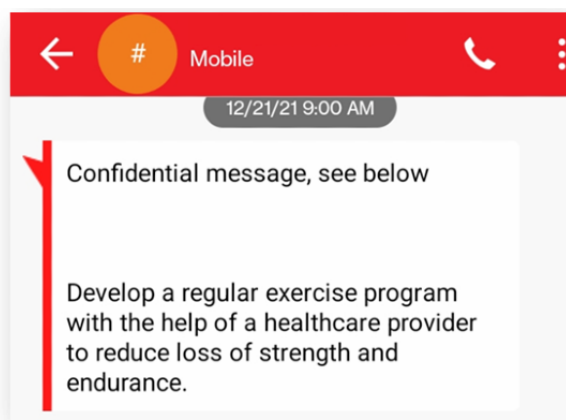 #
Mobile
12/21/21 9:00 AM
Confidential message, see below
Develop a regular exercise program
with the help of a healthcare provider
to reduce loss of strength and
endurance.